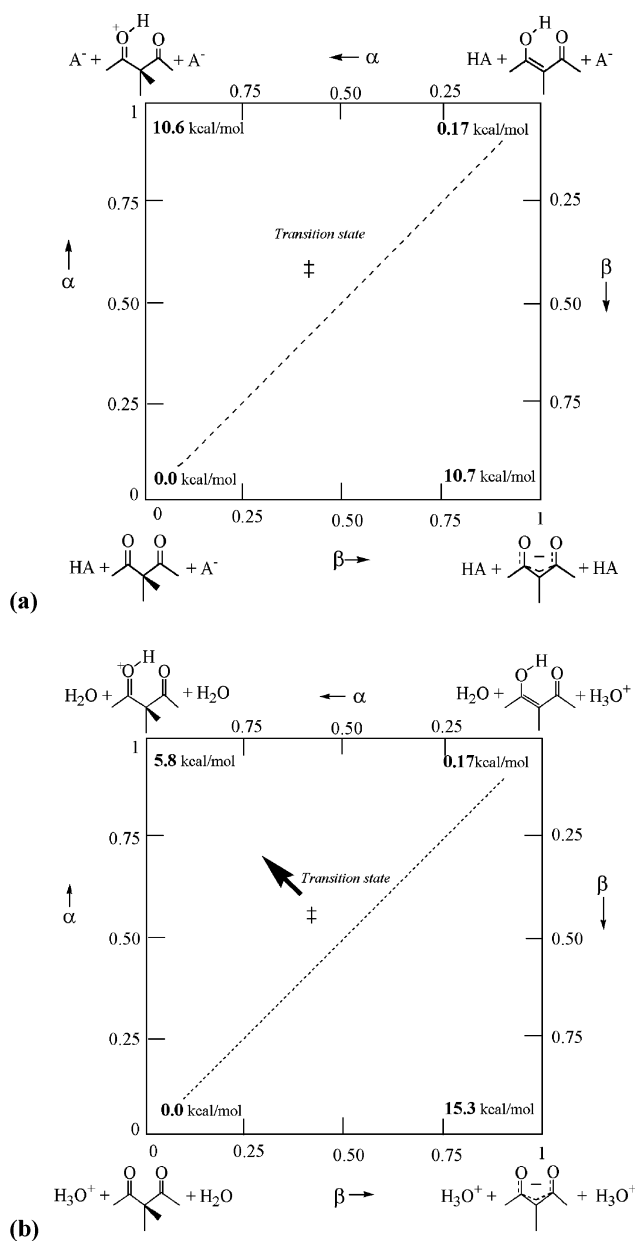 H
+
O O
A⁻ + + A⁻
← α
H
O O
HA + + A⁻
0.75 0.50 0.25
1
10.6 kcal/mol 0.17 kcal/mol
0.75 0.25
Transition state
‡
↑ α
0.50 0.50
β ↓
0.25 0.75
0.0 kcal/mol 10.7 kcal/mol
0
0 0.25 0.50 0.75 1
O O
HA + + A⁻
β→
O O
−
HA + + HA
(a)
H
+
O O
H₂O + + H₂O
← α
H
O O
H₂O + + H₃O⁺
0.75 0.50 0.25
1
5.8 kcal/mol 0.17kcal/mol
0.75 0.25
Transition state
‡
↑ α
0.50 0.50
β ↓
0.25 0.75
0.0 kcal/mol 15.3 kcal/mol
0
0 0.25 0.50 0.75 1
O O
H₃O⁺ + + H₂O
β→
O O
−
H₃O⁺ + + H₃O⁺
(b)